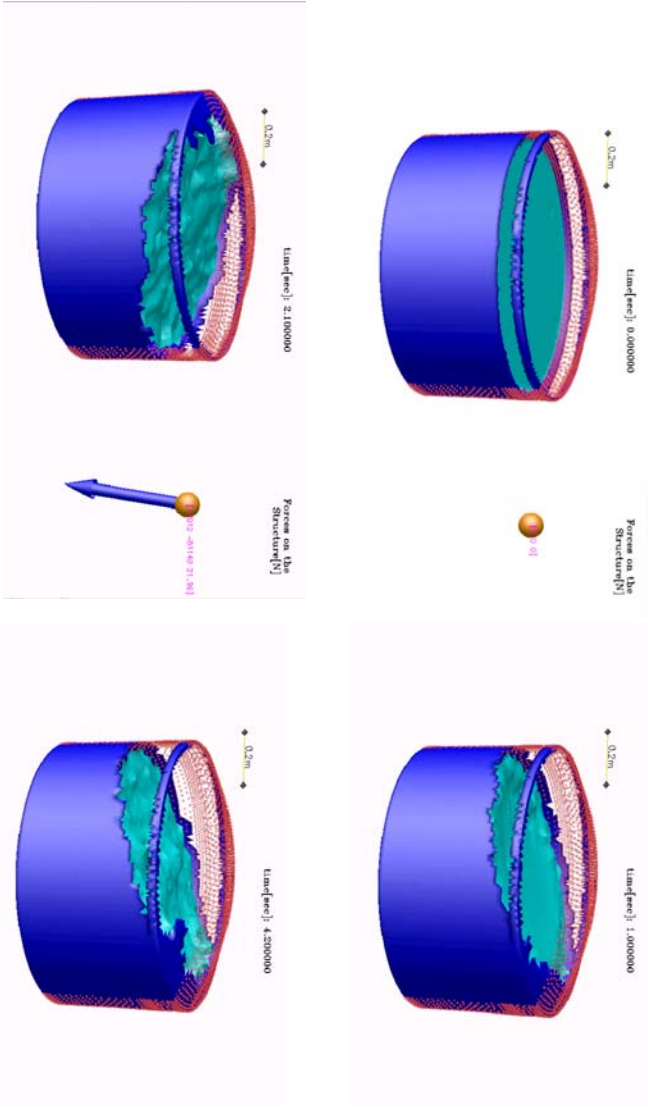 time[sec]: 0.000000
Forces on the
Structure[N]
0.2m
0]
time[sec]: 1.000000
0.2m
time[sec]: 2.100000
Forces on the
Structure[N]
0.2m
time[sec]: 4.200000
0.2m